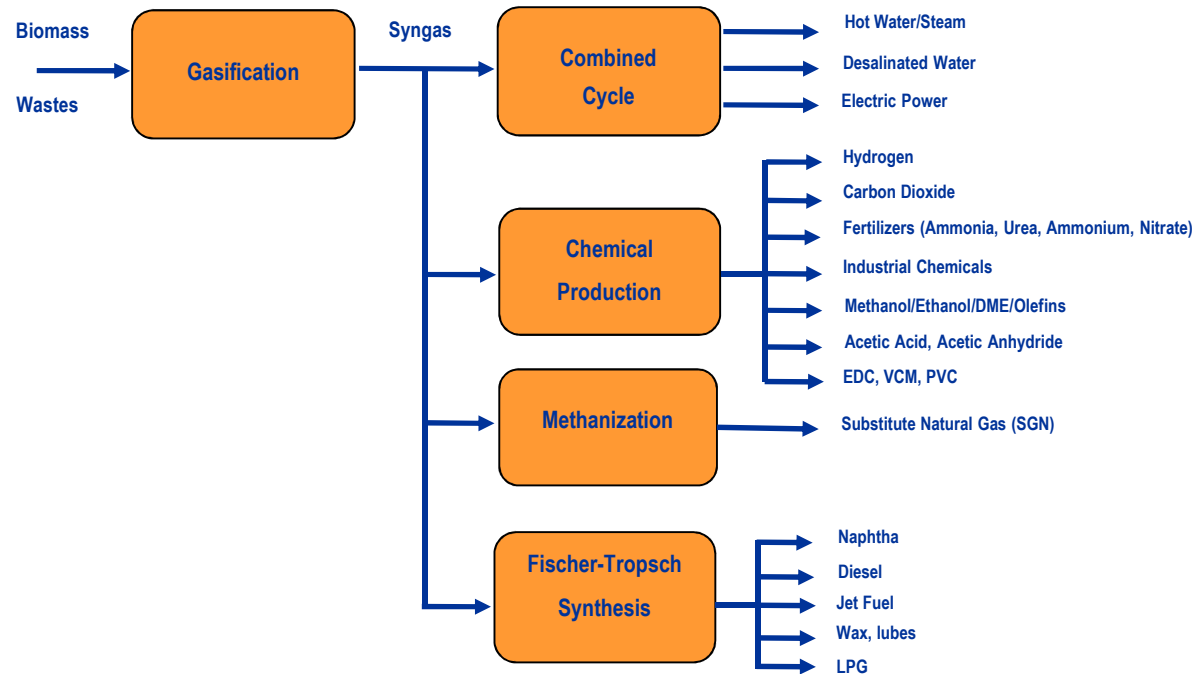 Biomass
Wastes
Gasification
Syngas
Combined
Cycle
Hot Water/Steam
Desalinated Water
Electric Power
Chemical
Production
Hydrogen
Carbon Dioxide
Fertilizers (Ammonia, Urea, Ammonium, Nitrate)
Industrial Chemicals
Methanol/Ethanol/DME/Olefins
Acetic Acid, Acetic Anhydride
EDC, VCM, PVC
Methanization
Substitute Natural Gas (SGN)
Fischer-Tropsch
Synthesis
Naphtha
Diesel
Jet Fuel
Wax, lubes
LPG